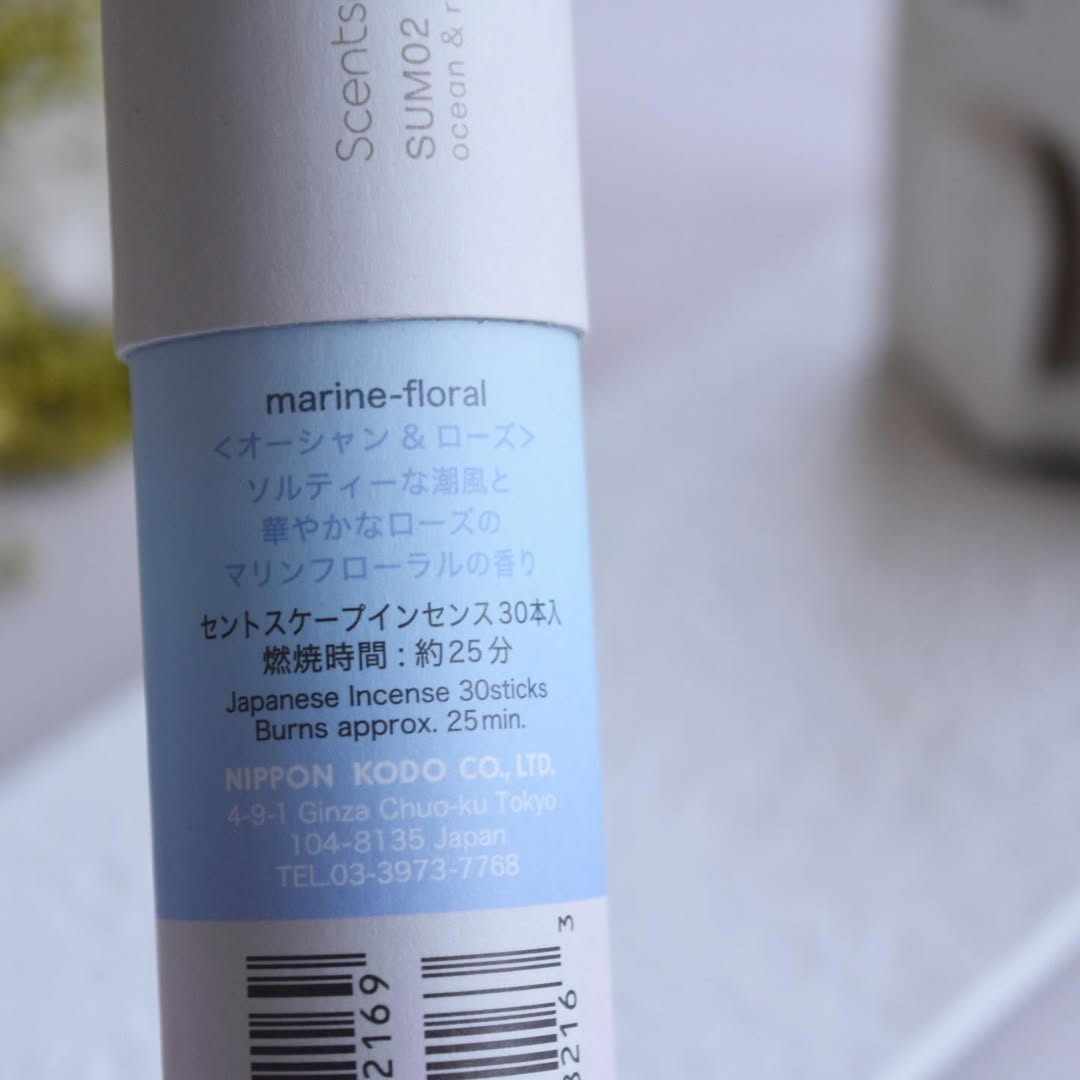 Scents
SUM02
ocean &
marine-floral
<オーシャン & ローズ>
ソルティーな潮風と
華やかなローズの
マリンフローラルの香り
セントスケープインセンス30本入
燃焼時間:約25分
Japanese Incense 30sticks
Burns approx. 25min.
NIPPON KODO CO., LTD.
4-9-1 Ginza Chuo-ku Tokyo
104-8135 Japan
TEL.03-3973-7768
2169
3216
3